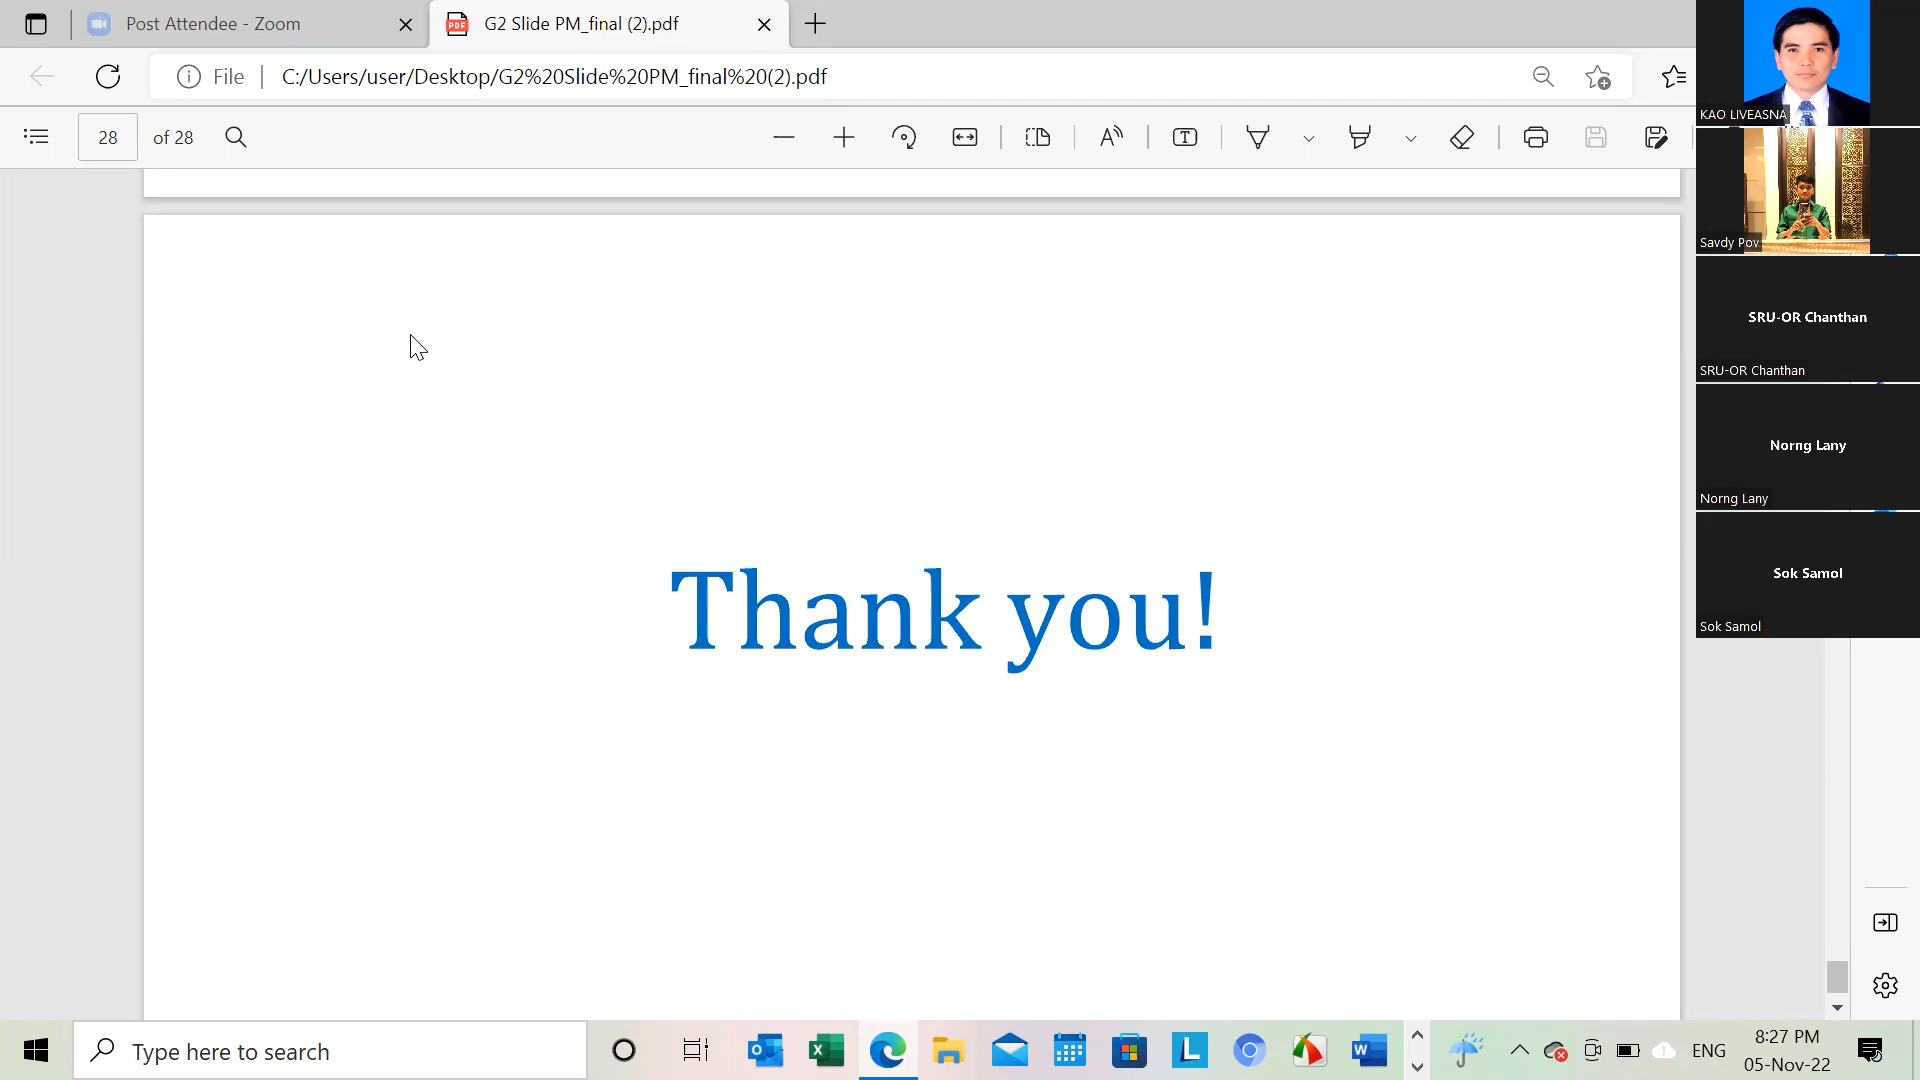 Post Attendee - Zoom
G2 Slide PM_final (2).pdf
File
C:/Users/user/Desktop/G2%20Slide%20PM_final%20(2).pdf
28 of 28
Thank you!
KAO LIVEASNA
Savdy Pov
SRU-OR Chanthan
SRU-OR Chanthan
Norng Lany
Norng Lany
Sok Samol
Sok Samol
Type here to search
ENG
8:27 PM
05-Nov-22